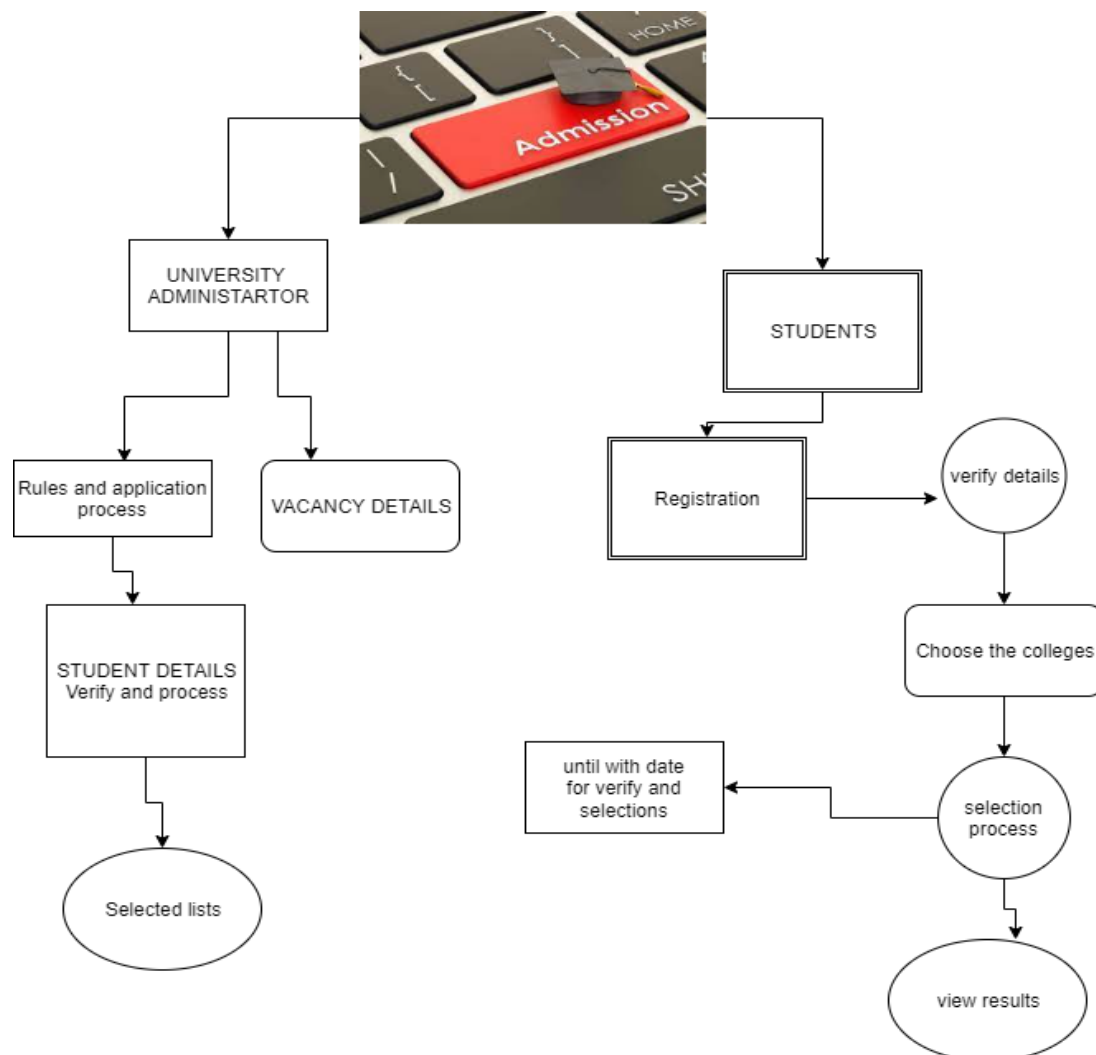 HOME
}
]
{
[
Admission
\
|
SH
UNIVERSITY
ADMINISTARTOR
STUDENTS
Rules and application
process
VACANCY DETAILS
Registration
verify details
STUDENT DETAILS
Verify and process
Choose the colleges
until with date
for verify and
selections
selection
process
Selected lists
view results